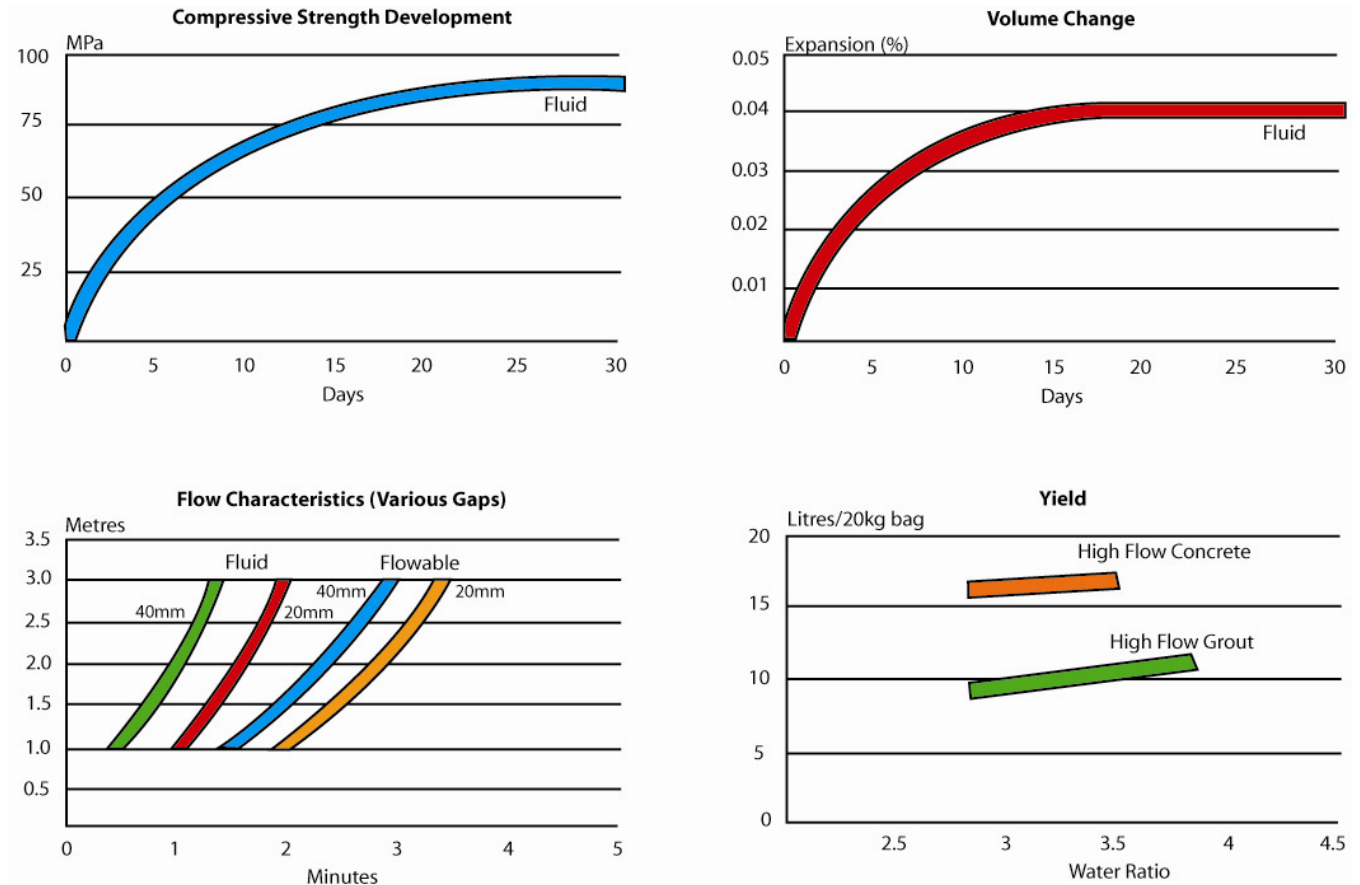 Compressive Strength Development
MPa
100
75
50
25
Fluid
0 5 10 15 20 25 30
Days
Volume Change
Expansion (%)
0.05
0.04
0.03
0.02
0.01
Fluid
0 5 10 15 20 25 30
Days
Flow Characteristics (Various Gaps)
Metres
3.5
3.0
2.5
2.0
1.5
1.0
0.5
Fluid Flowable
40mm 20mm 40mm 20mm
0 1 2 3 4 5
Minutes
Yield
Litres/20kg bag
20
15
10
5
0
High Flow Concrete
High Flow Grout
2.5 3 3.5 4 4.5
Water Ratio